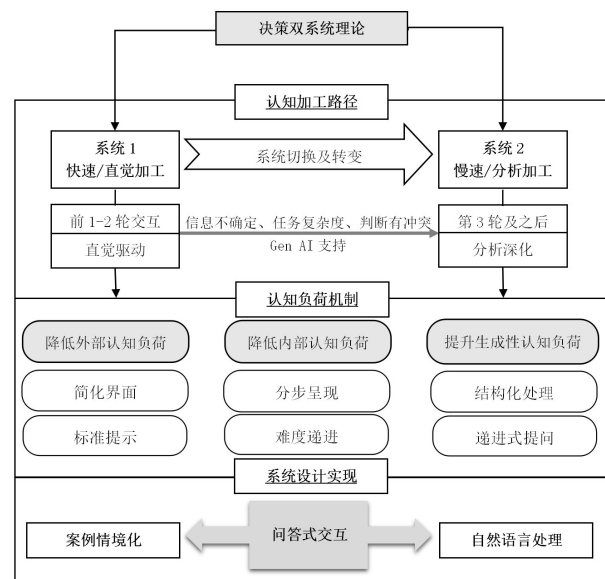 决策双系统理论
认知加工路径
系统1
快速/直觉加工
系统切换及转变
系统 2
慢速/分析加工
前 1-2 轮交互
直觉驱动
信息不确定、任务复杂度、判断有冲突
Gen AI 支持
第 3 轮及之后
分析深化
认知负荷机制
降低外部认知负荷
降低内部认知负荷
提升生成性认知负荷
简化界面
分步呈现
结构化处理
标准提示
难度递进
递进式提问
系统设计实现
案例情境化
问答式交互
自然语言处理